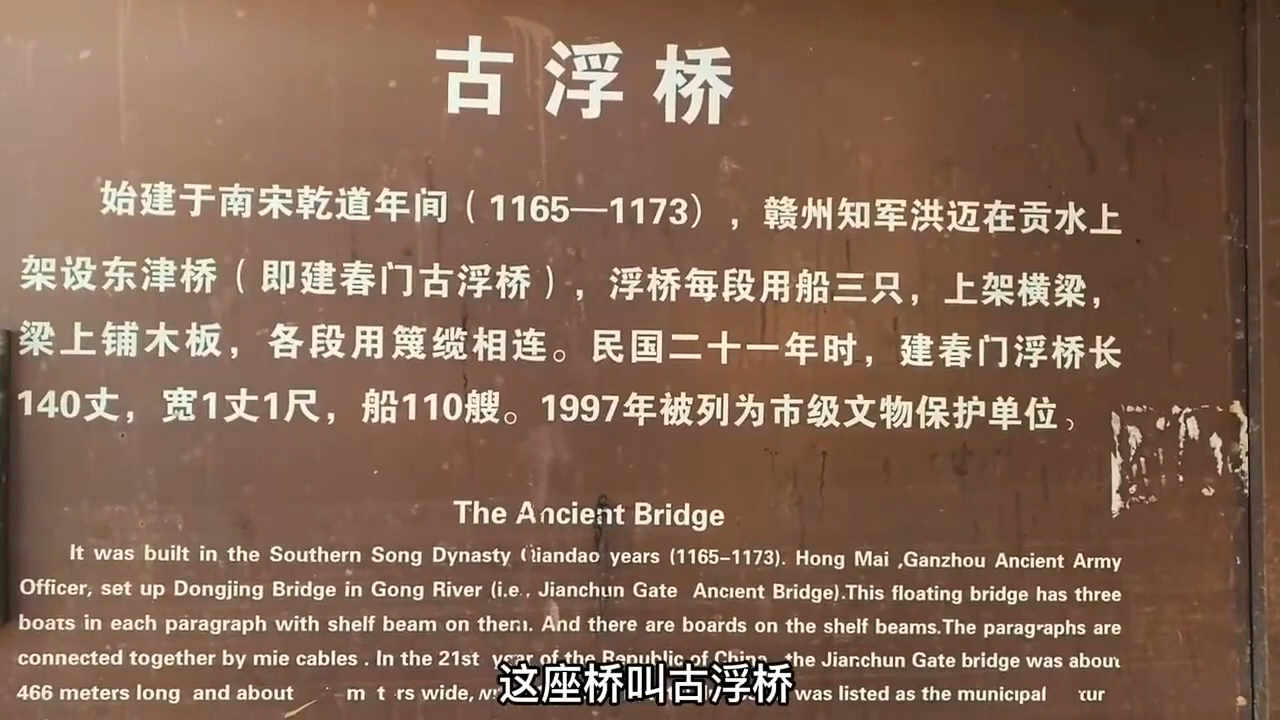 古浮桥
始建于南宋乾道年间(1165—1173),赣州知军洪迈在贡水上
架设东津桥(即建春门古浮桥),浮桥每段用船三只,上架横梁,
梁上铺木板,各段用篾缆相连。民国二十一年时,建春门浮桥长
140丈,宽1丈1尺,船110艘。1997年被列为市级文物保护单位。
The Ancient Bridge
It was built in the Southern Song Dynasty Qiandao years (1165–1173). Hong Mai ,Ganzhou Ancient Army
Officer, set up Dongjing Bridge in Gong River (i.e., Jianchun Gate Ancient Bridge).This floating bridge has three
boats in each paragraph with shelf beam on them. And there are boards on the shelf beams.The paragraphs are
connected together by mie cables . In the 21st year of the Republic of China, the Jianchun Gate bridge was about
466 meters long and about wide, was listed as the municipal
这座桥叫古浮桥